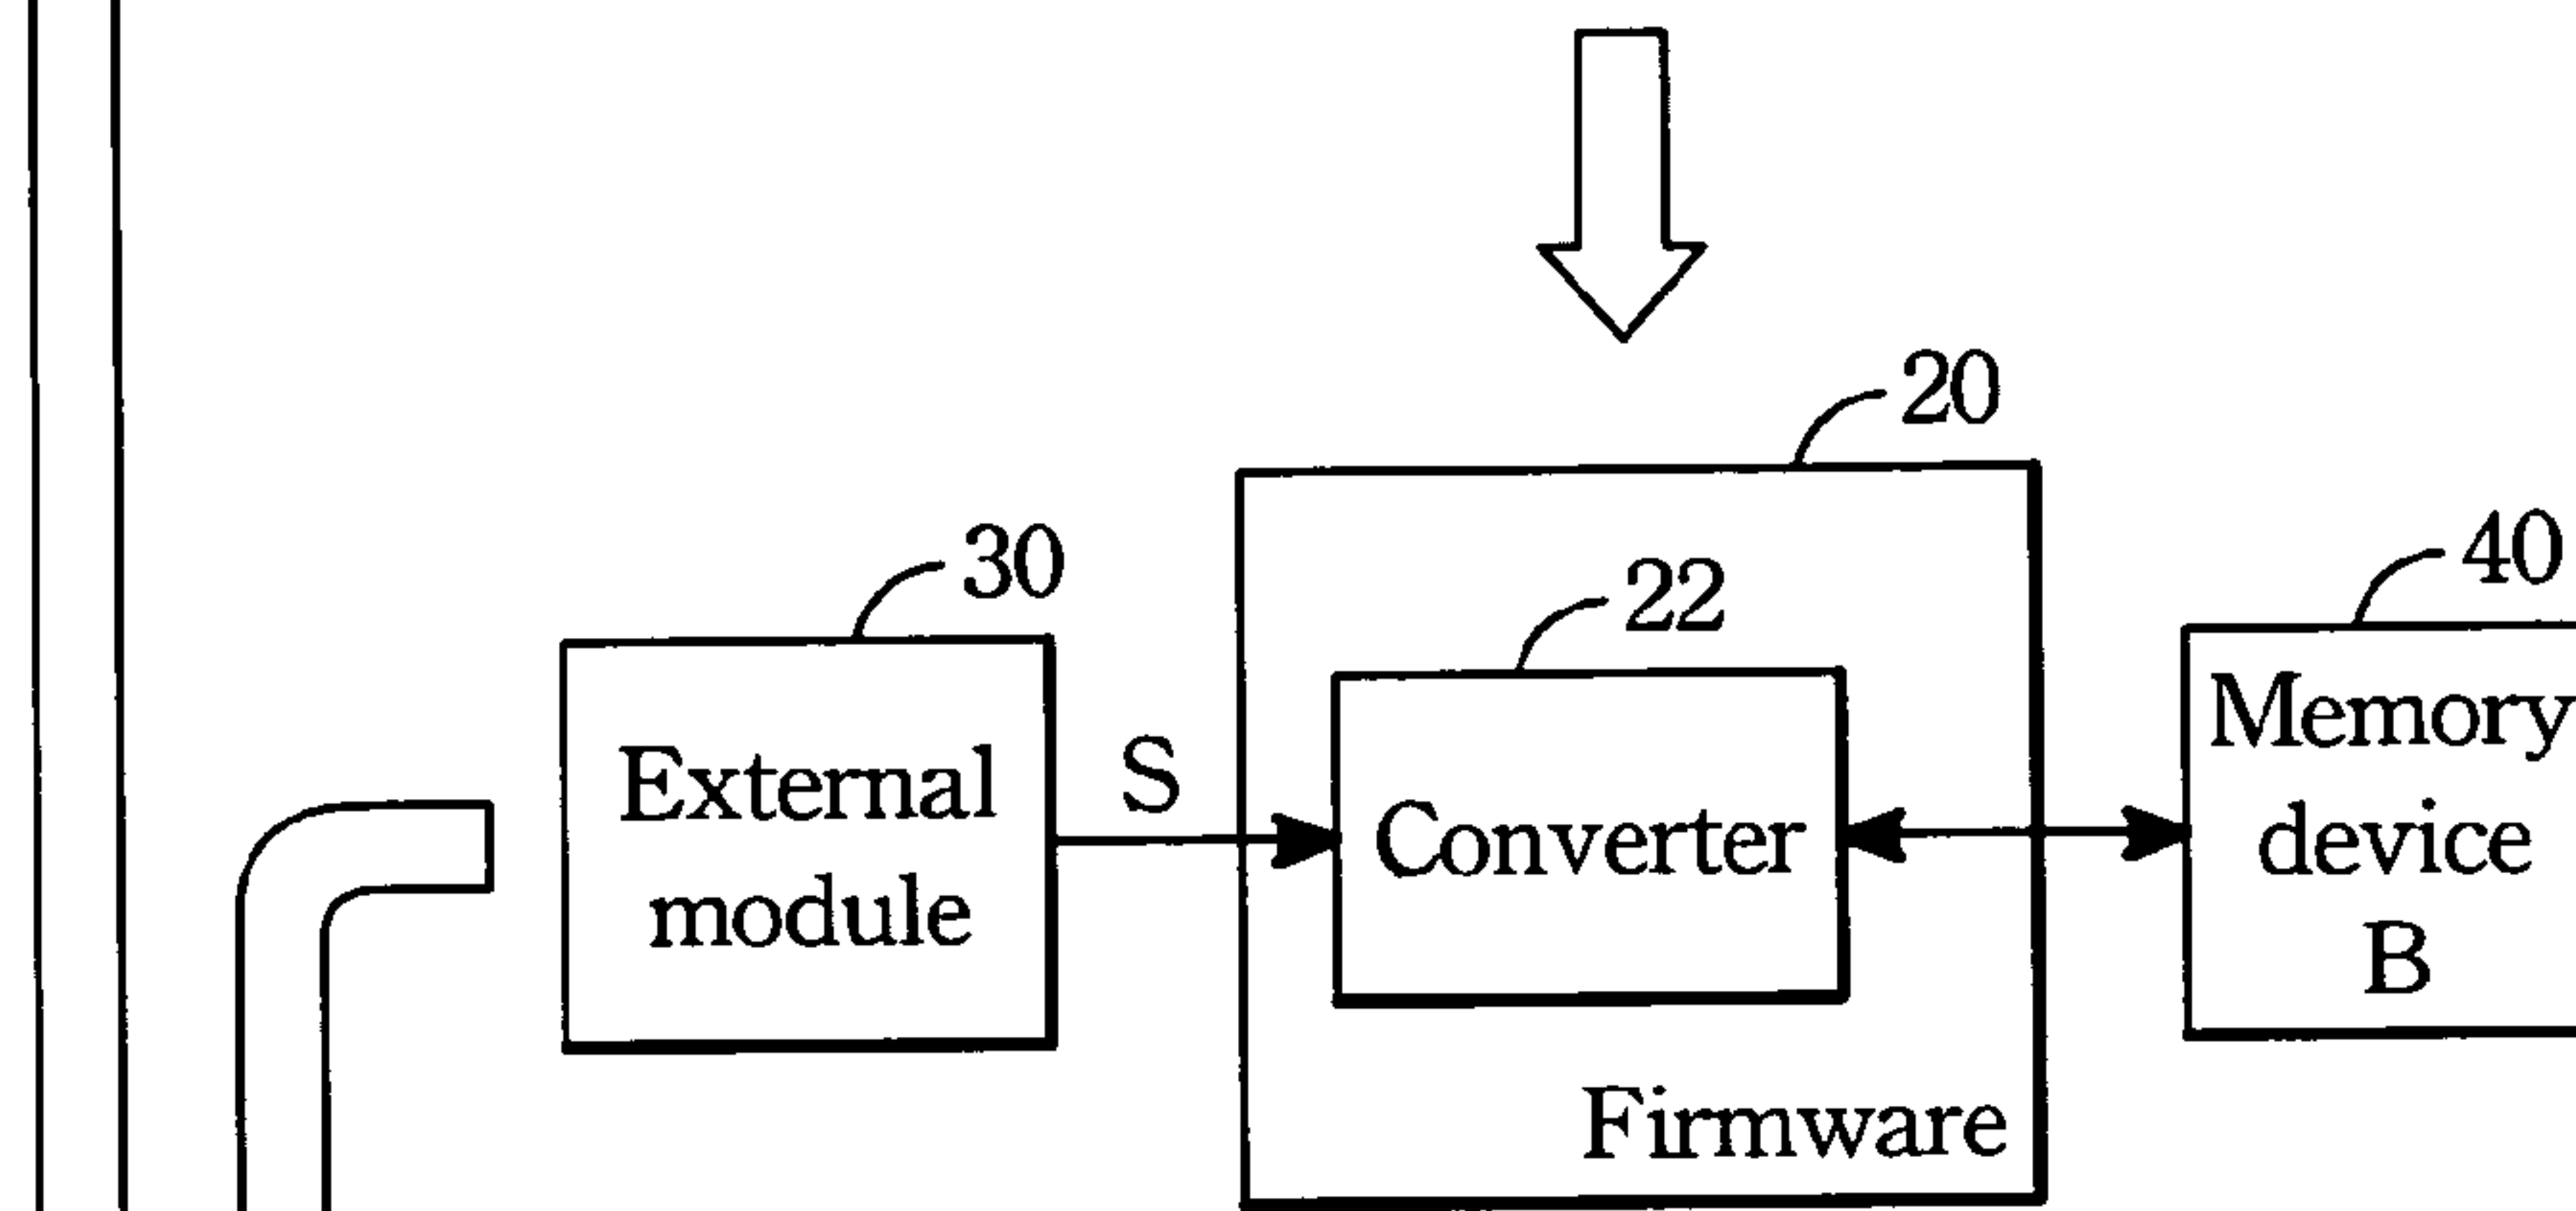 20
30
22
40
External
module
S
Converter
Memory
device
B
Firmware